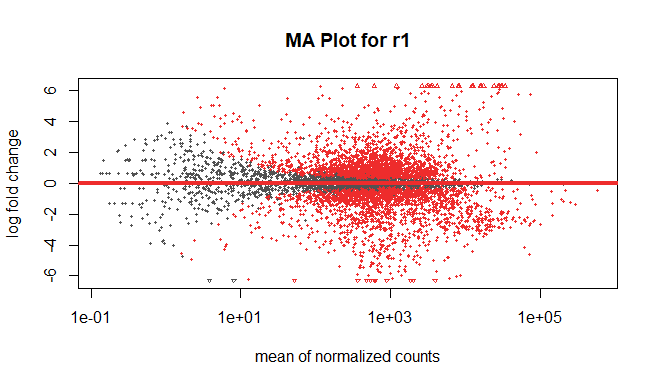 MA Plot for r1
log fold change
6
4
2
0
-2
-4
-6
1e-01
1e+01
1e+03
1e+05
mean of normalized counts